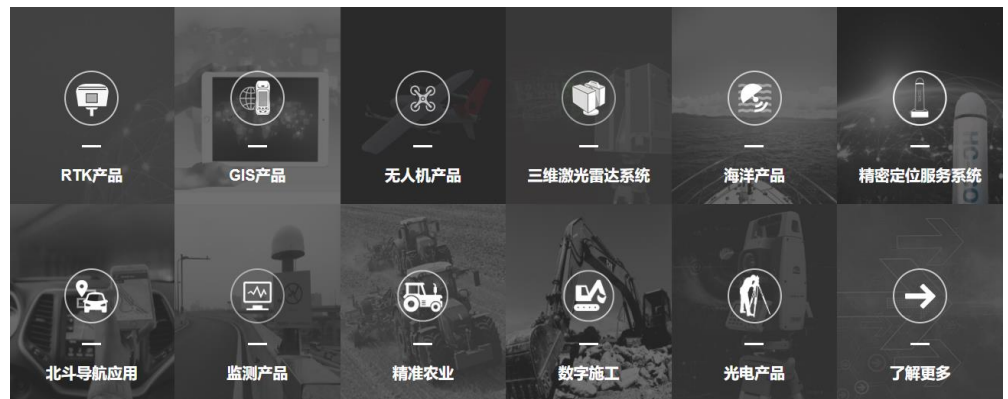 RTK产品
GIS产品
无人机产品
三维激光雷达系统
海洋产品
精密定位服务系统
北斗导航应用
监测产品
精准农业
数字施工
光电产品
了解更多